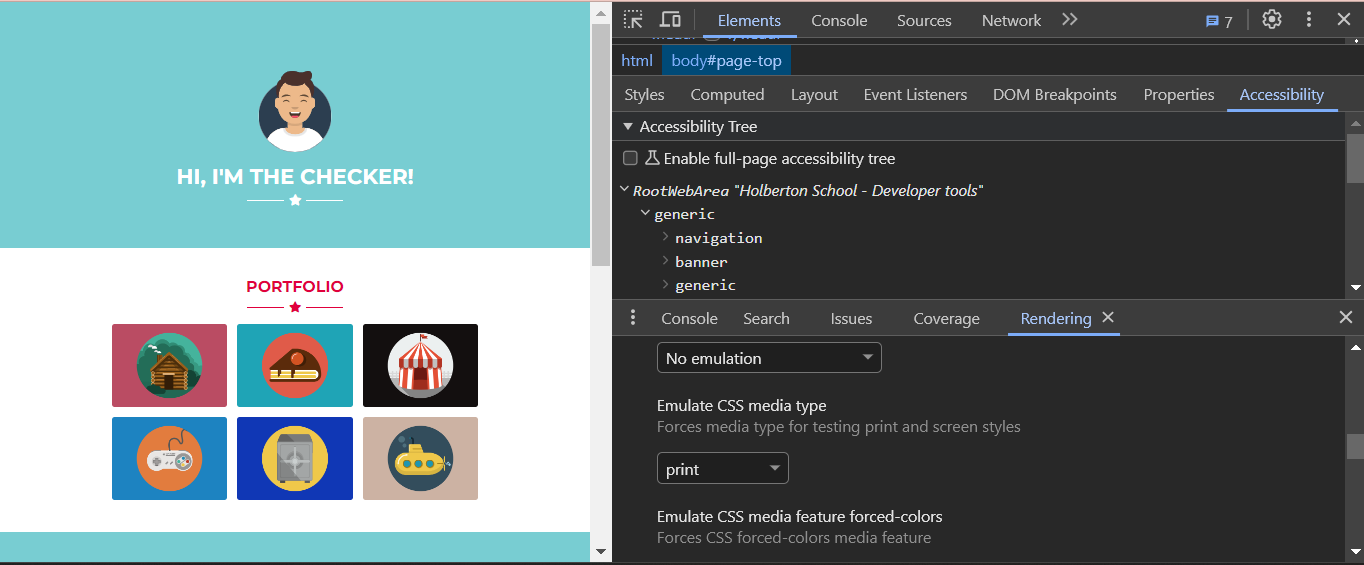 HI, I'M THE CHECKER!
PORTFOLIO
Elements Console Sources Network 7
html body#page-top
Styles Computed Layout Event Listeners DOM Breakpoints Properties Accessibility
Accessibility Tree
Enable full-page accessibility tree
RootWebArea "Holberton School - Developer tools"
generic
navigation
banner
generic
Console Search Issues Coverage Rendering
No emulation
Emulate CSS media type
Forces media type for testing print and screen styles
print
Emulate CSS media feature forced-colors
Forces CSS forced-colors media feature